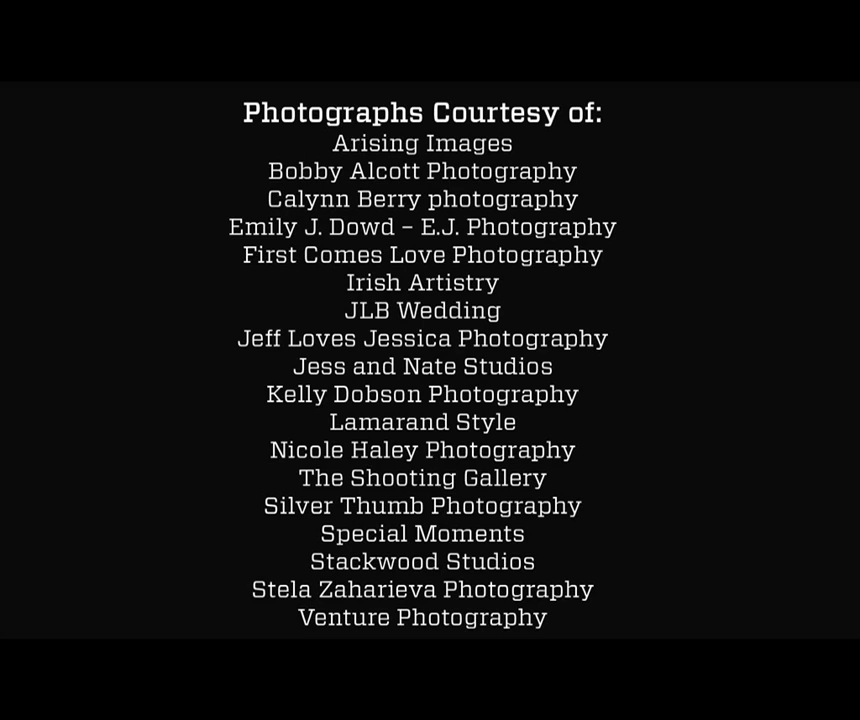 Photographs Courtesy of:
Arising Images
Bobby Alcott Photography
Calynn Berry photography
Emily J. Dowd – E.J. Photography
First Comes Love Photography
Irish Artistry
JLB Wedding
Jeff Loves Jessica Photography
Jess and Nate Studios
Kelly Dobson Photography
Lamarand Style
Nicole Haley Photography
The Shooting Gallery
Silver Thumb Photography
Special Moments
Stackwood Studios
Stela Zaharieva Photography
Venture Photography